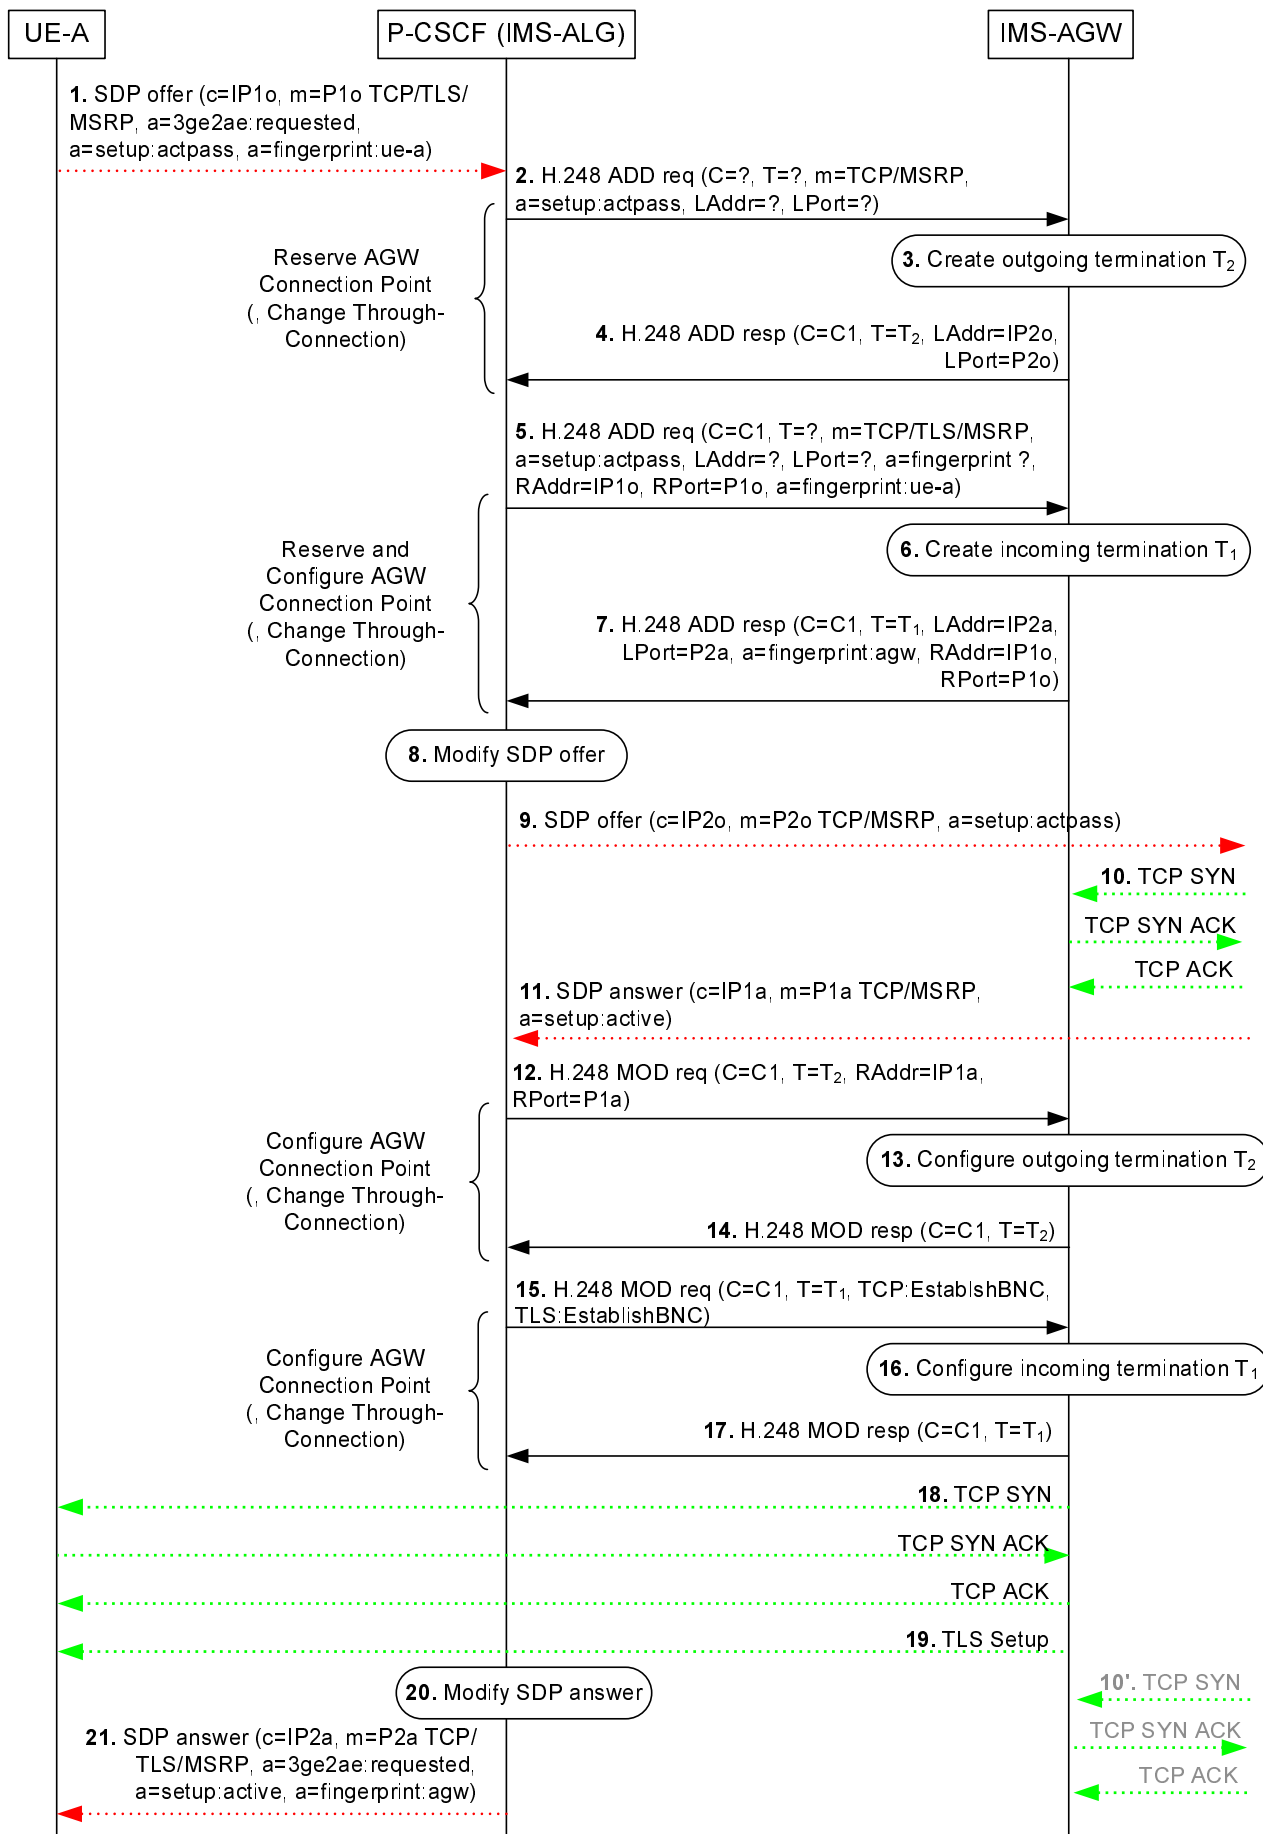 UE-A
P-CSCF (IMS-ALG)
IMS-AGW
1. SDP offer (c=IP1o, m=P1o TCP/TLS/
MSRP, a=3ge2ae:requested,
a=setup:actpass, a=fingerprint:ue-a)
2. H.248 ADD req (C=?, T=?, m=TCP/MSRP,
a=setup:actpass, LAddr=?, LPort=?)
Reserve AGW
Connection Point
(, Change Through-
Connection)
3. Create outgoing termination T2
4. H.248 ADD resp (C=C1, T=T2, LAddr=IP2o,
LPort=P2o)
5. H.248 ADD req (C=C1, T=?, m=TCP/TLS/MSRP,
a=setup:actpass, LAddr=?, LPort=?, a=fingerprint ?,
RAddr=IP1o, RPort=P1o, a=fingerprint:ue-a)
Reserve and
Configure AGW
Connection Point
(, Change Through-
Connection)
6. Create incoming termination T1
7. H.248 ADD resp (C=C1, T=T1, LAddr=IP2a,
LPort=P2a, a=fingerprint:agw, RAddr=IP1o,
RPort=P1o)
8. Modify SDP offer
9. SDP offer (c=IP2o, m=P2o TCP/MSRP, a=setup:actpass)
10. TCP SYN
TCP SYN ACK
TCP ACK
11. SDP answer (c=IP1a, m=P1a TCP/MSRP,
a=setup:active)
12. H.248 MOD req (C=C1, T=T2, RAddr=IP1a,
RPort=P1a)
Configure AGW
Connection Point
(, Change Through-
Connection)
13. Configure outgoing termination T2
14. H.248 MOD resp (C=C1, T=T2)
15. H.248 MOD req (C=C1, T=T1, TCP:EstablshBNC,
TLS:EstablishBNC)
Configure AGW
Connection Point
(, Change Through-
Connection)
16. Configure incoming termination T1
17. H.248 MOD resp (C=C1, T=T1)
18. TCP SYN
TCP SYN ACK
TCP ACK
19. TLS Setup
20. Modify SDP answer
10'. TCP SYN
TCP SYN ACK
TCP ACK
21. SDP answer (c=IP2a, m=P2a TCP/
TLS/MSRP, a=3ge2ae:requested,
a=setup:active, a=fingerprint:agw)